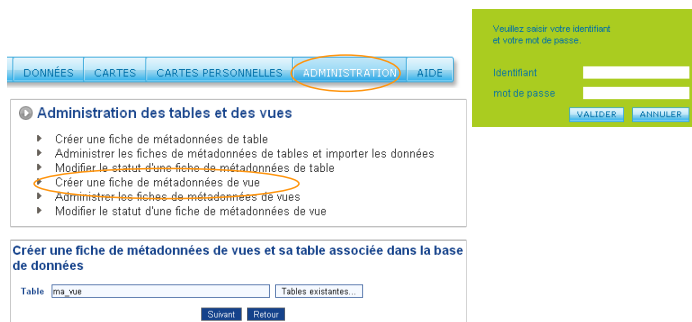 Veuillez saisir votre identifiant
et votre mot de passe.
Identifiant
mot de passe
VALIDER ANNULER
DONNÉES CARTES CARTES PERSONNELLES ADMINISTRATION AIDE
Administration des tables et des vues
Créer une fiche de métadonnées de table
Administrer les fiches de métadonnées de tables et importer les données
Modifier le statut d'une fiche de métadonnées de table
Créer une fiche de métadonnées de vue
Administrer les fiches de métadonnées de vues
Modifier le statut d'une fiche de métadonnées de vue
Créer une fiche de métadonnées de vues et sa table associée dans la base
de données
Table ma_vue Tables existantes...
Suivant Retour